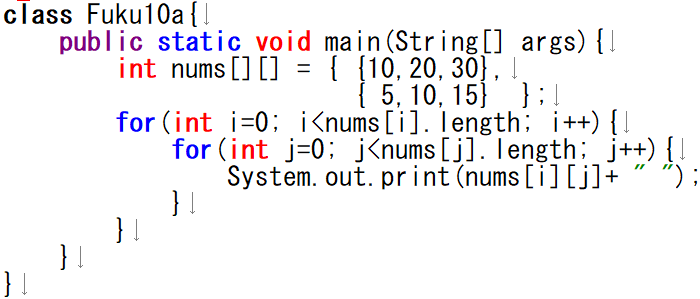 class Fuku10a{↓
    public static void main(String[] args){↓
        int nums[][] = { {10,20,30},↓
                         { 5,10,15}  };↓
        for(int i=0; i<nums[i].length; i++){↓
            for(int j=0; j<nums[j].length; j++){↓
                System.out.print(nums[i][j]+ " ");
            }↓
        }↓
    }↓
}↓